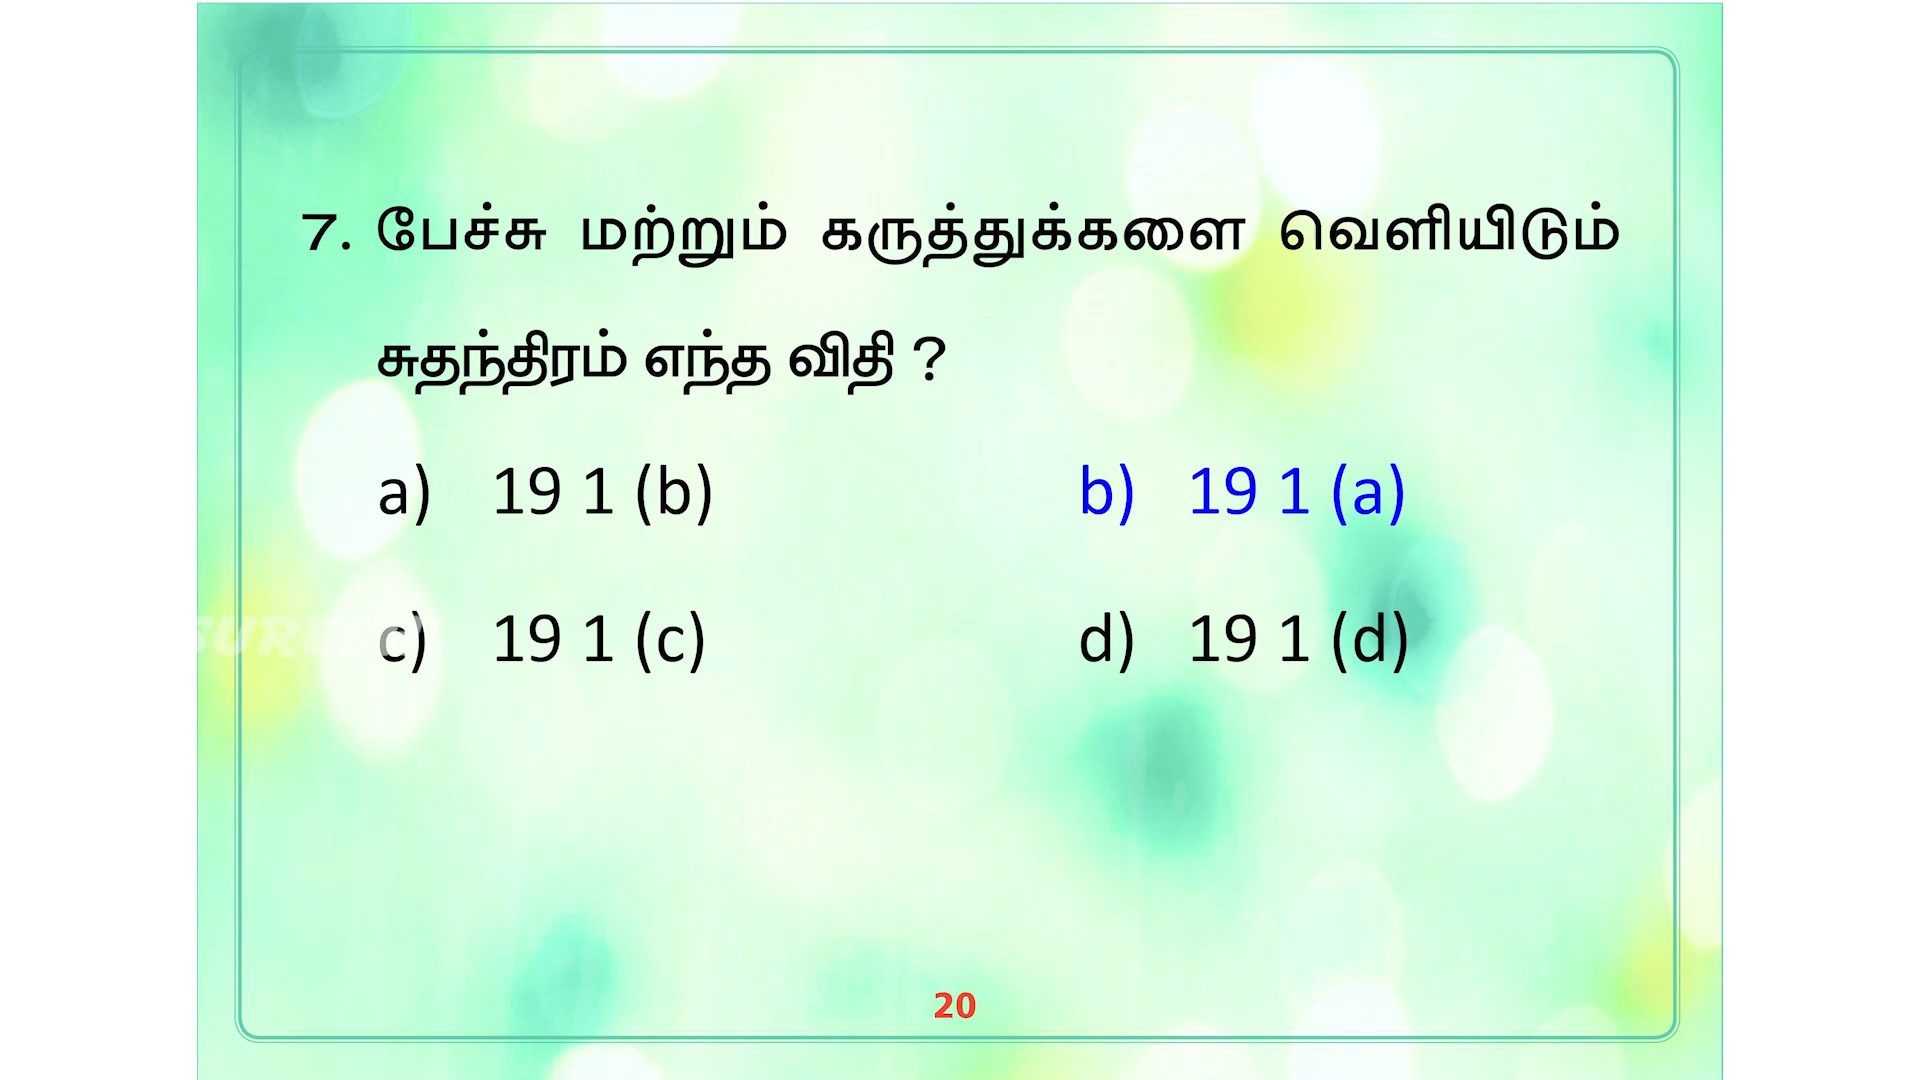 7. பேச்சு மற்றும் கருத்துக்களை வெளியிடும்
சுதந்திரம் எந்த விதி ?
a) 19 1 (b) b) 19 1 (a)
c) 19 1 (c) d) 19 1 (d)
20